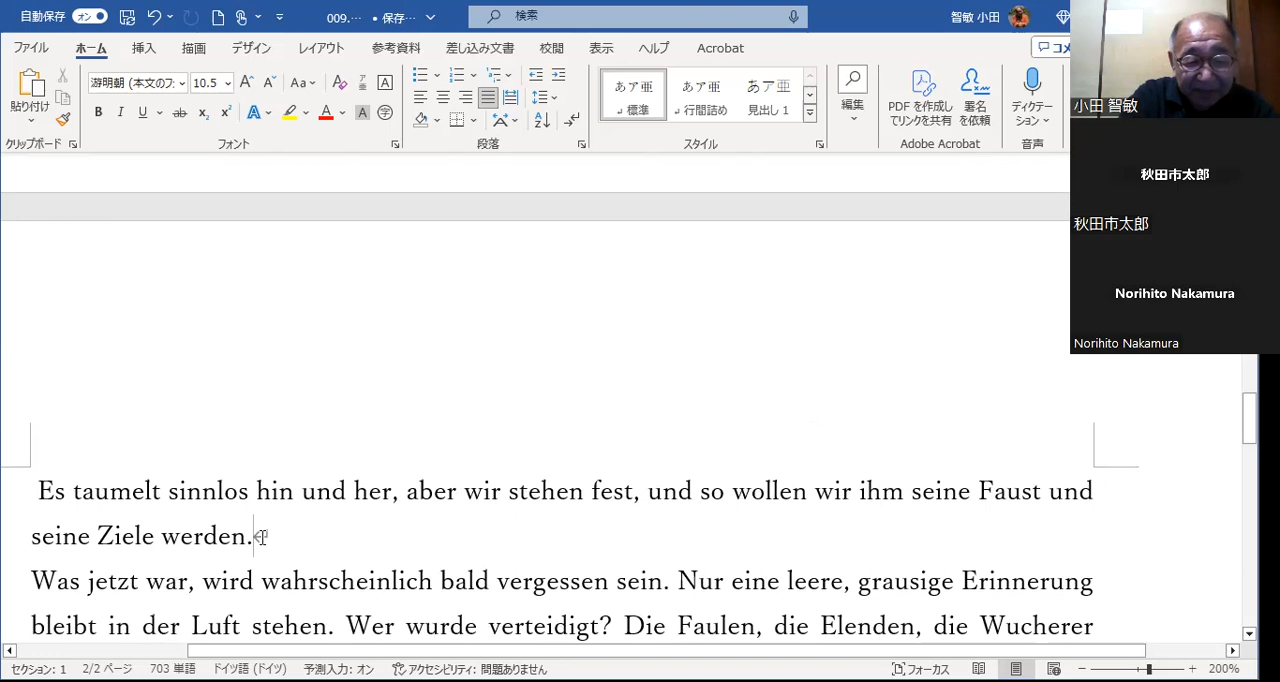 自動保存 オン 009.… • 保存… 検索 智敏 小田
ファイル ホーム 挿入 描画 デザイン レイアウト 参考資料 差し込み文書 校閲 表示 ヘルプ Acrobat コメ
貼り付け 游明朝 (本文のフ: 10.5 A A Aa A
B I U ab x₂ x² A A A 字
あア亜 あア亜 あア亜
標準 行間詰め 見出し 1
編集
PDF を作成し
てリンクを共有
署名
を依頼
ディクテー
ション
クリップボード フォント 段落 スタイル Adobe Acrobat 音声
小田 智敏
秋田市太郎
秋田市太郎
Norihito Nakamura
Norihito Nakamura
Es taumelt sinnlos hin und her, aber wir stehen fest, und so wollen wir ihm seine Faust und
seine Ziele werden.
Was jetzt war, wird wahrscheinlich bald vergessen sein. Nur eine leere, grausige Erinnerung
bleibt in der Luft stehen. Wer wurde verteidigt? Die Faulen, die Elenden, die Wucherer
セクション: 1 2/2 ページ 703 単語 ドイツ語 (ドイツ) 予測入力: オン アクセシビリティ: 問題ありません フォーカス 200%